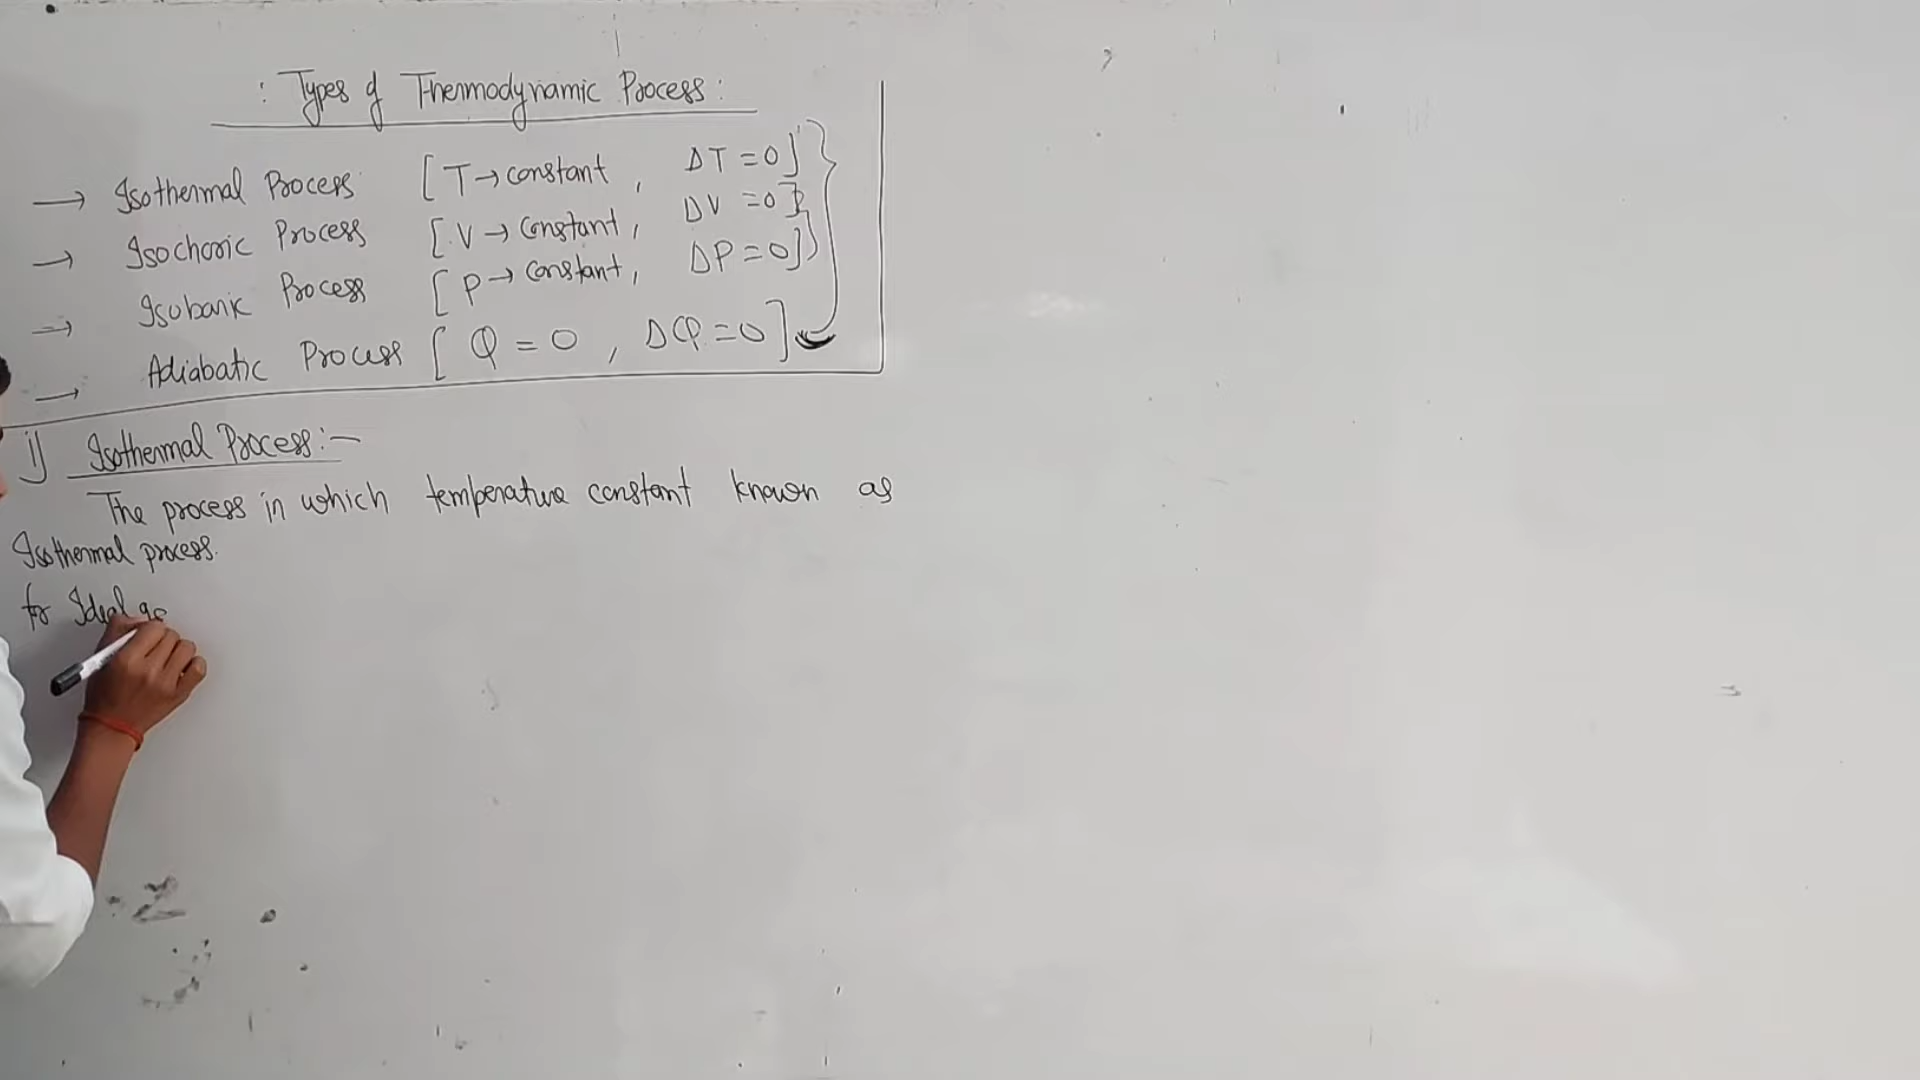 : Types of Thermodynamic Process :
→ Isothermal Process [T → constant, ΔT = 0]
→ Isochoric Process [V → Constant, ΔV = 0]
→ Isobaric Process [P → Constant, ΔP = 0]
→ Adiabatic Process [Q = 0, ΔQ = 0]
i) Isothermal Process :-
The process in which temperature constant known as
Isothermal process.
for Ideal